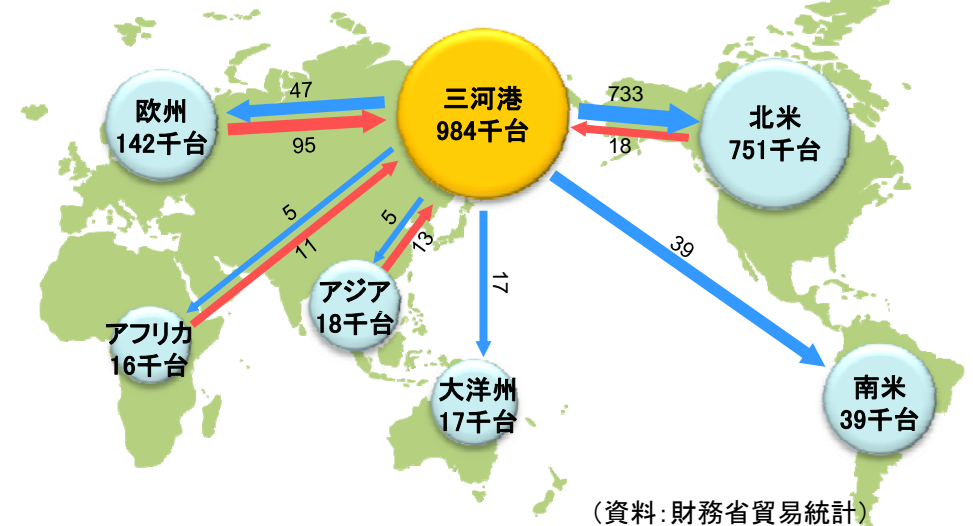 三河港
984千台
欧州
142千台
47
95
北米
751千台
733
18
5
11
アフリカ
16千台
5
13
アジア
18千台
17
大洋州
17千台
39
南米
39千台
（資料：財務省貿易統計）